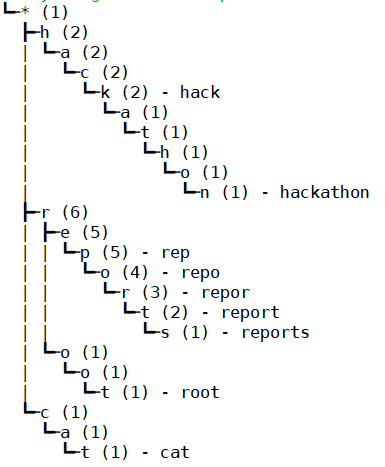 * (1)
h (2)
a (2)
c (2)
k (2) - hack
a (1)
t (1)
h (1)
o (1)
n (1) - hackathon
r (6)
e (5)
p (5) - rep
o (4) - repo
r (3) - repor
t (2) - report
s (1) - reports
o (1)
o (1)
t (1) - root
c (1)
a (1)
t (1) - cat